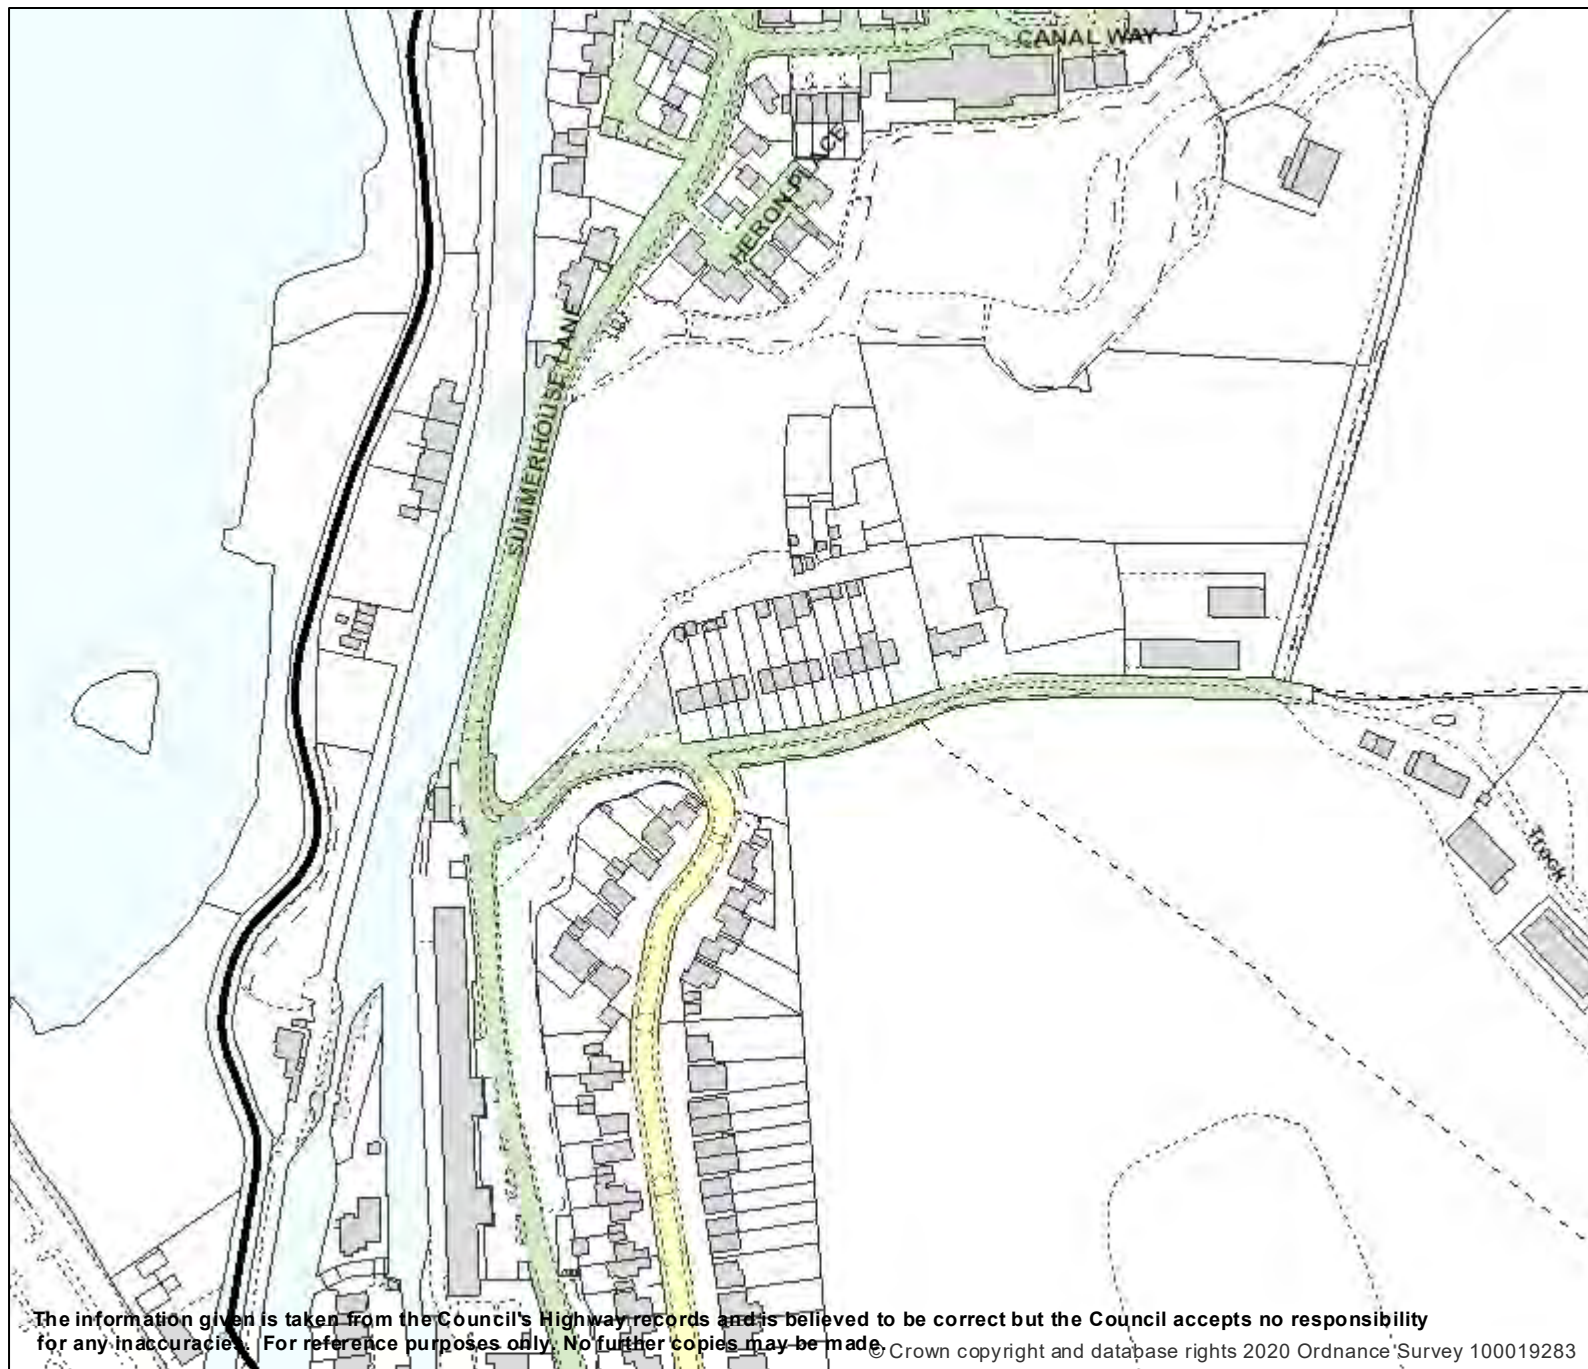 CANAL WAY
HERON PLACE
SUMMERHOUSE LANE
Track
The information given is taken from the Council's Highway records and is believed to be correct but the Council accepts no responsibility
for any inaccuracies. For reference purposes only. No further copies may be made.
© Crown copyright and database rights 2020 Ordnance Survey 100019283